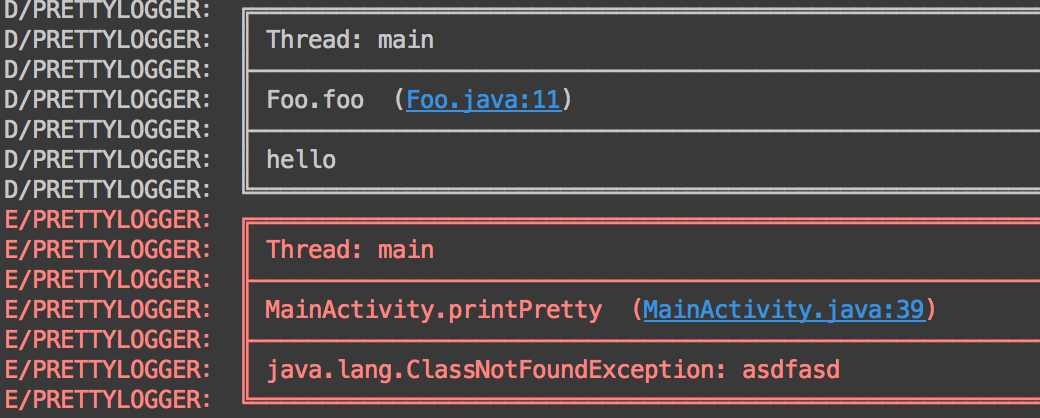 D/PRETTYLOGGER:
D/PRETTYLOGGER: Thread: main
D/PRETTYLOGGER:
D/PRETTYLOGGER: Foo.foo  (Foo.java:11)
D/PRETTYLOGGER:
D/PRETTYLOGGER: hello
D/PRETTYLOGGER:
E/PRETTYLOGGER:
E/PRETTYLOGGER: Thread: main
E/PRETTYLOGGER:
E/PRETTYLOGGER: MainActivity.printPretty  (MainActivity.java:39)
E/PRETTYLOGGER:
E/PRETTYLOGGER: java.lang.ClassNotFoundException: asdfasd
E/PRETTYLOGGER: